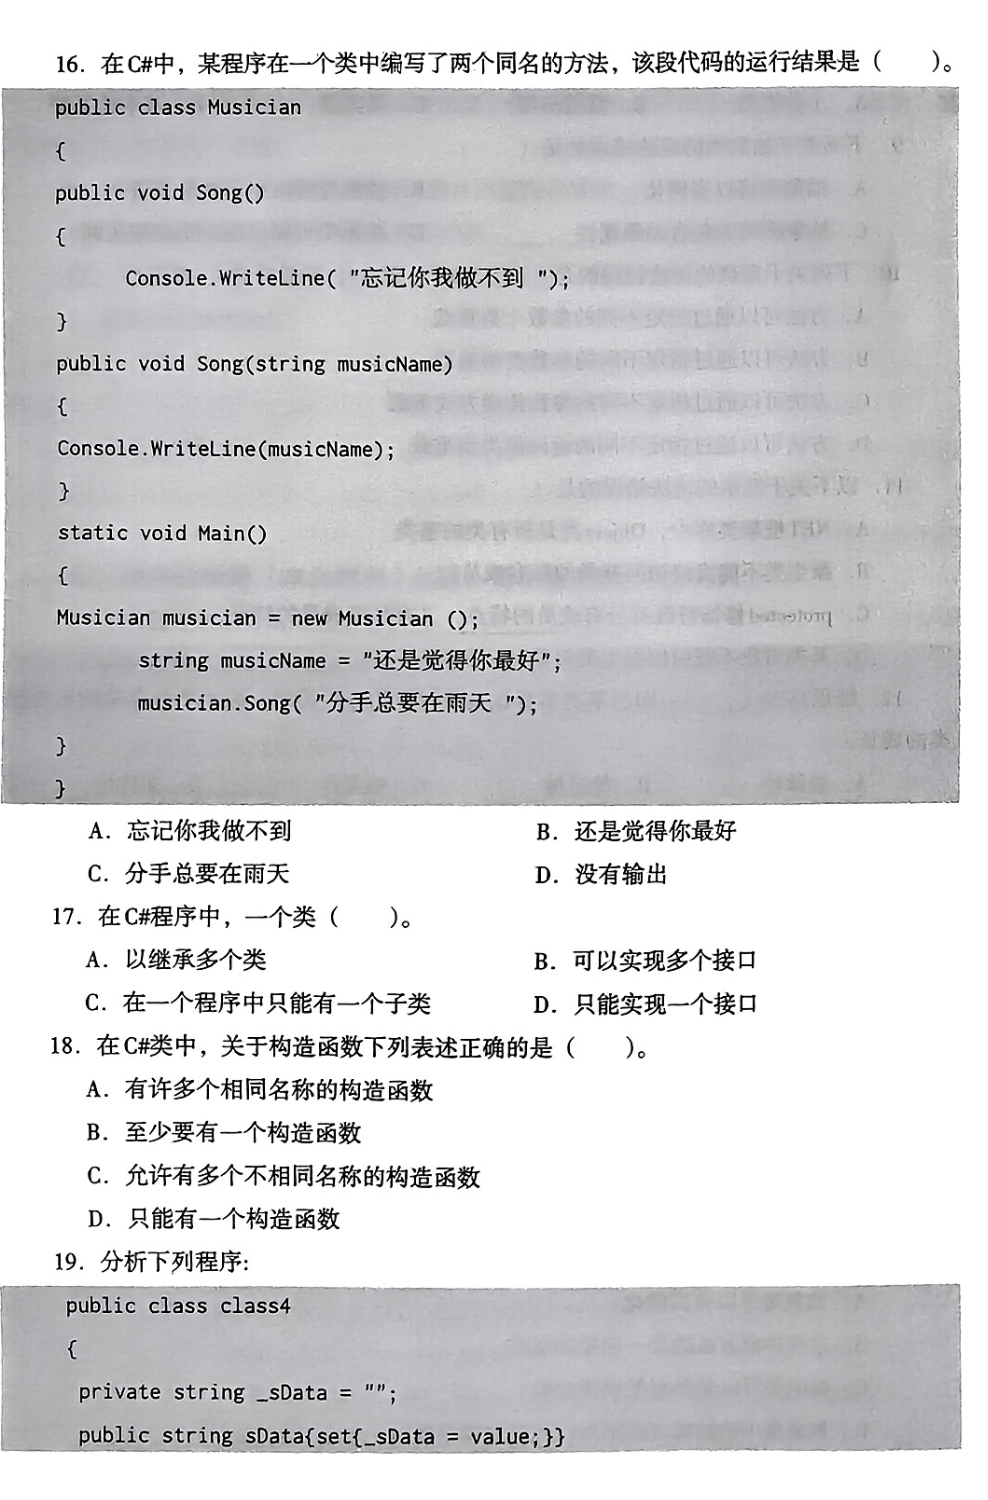 16. 在C#中，某程序在一个类中编写了两个同名的方法，该段代码的运行结果是（　　）。
public class Musician
{
public void Song()
{
Console.WriteLine( "忘记你我做不到 ");
}
public void Song(string musicName)
{
Console.WriteLine(musicName);
}
static void Main()
{
Musician musician = new Musician ();
string musicName = "还是觉得你最好";
musician.Song( "分手总要在雨天 ");
}
}
A. 忘记你我做不到　　B. 还是觉得你最好
C. 分手总要在雨天　　D. 没有输出
17. 在C#程序中，一个类（　　）。
A. 以继承多个类　　B. 可以实现多个接口
C. 在一个程序中只能有一个子类　　D. 只能实现一个接口
18. 在C#类中，关于构造函数下列表述正确的是（　　）。
A. 有许多个相同名称的构造函数
B. 至少要有一个构造函数
C. 允许有多个不相同名称的构造函数
D. 只能有一个构造函数
19. 分析下列程序:
public class class4
{
private string _sData = "";
public string sData{set{_sData = value;}}